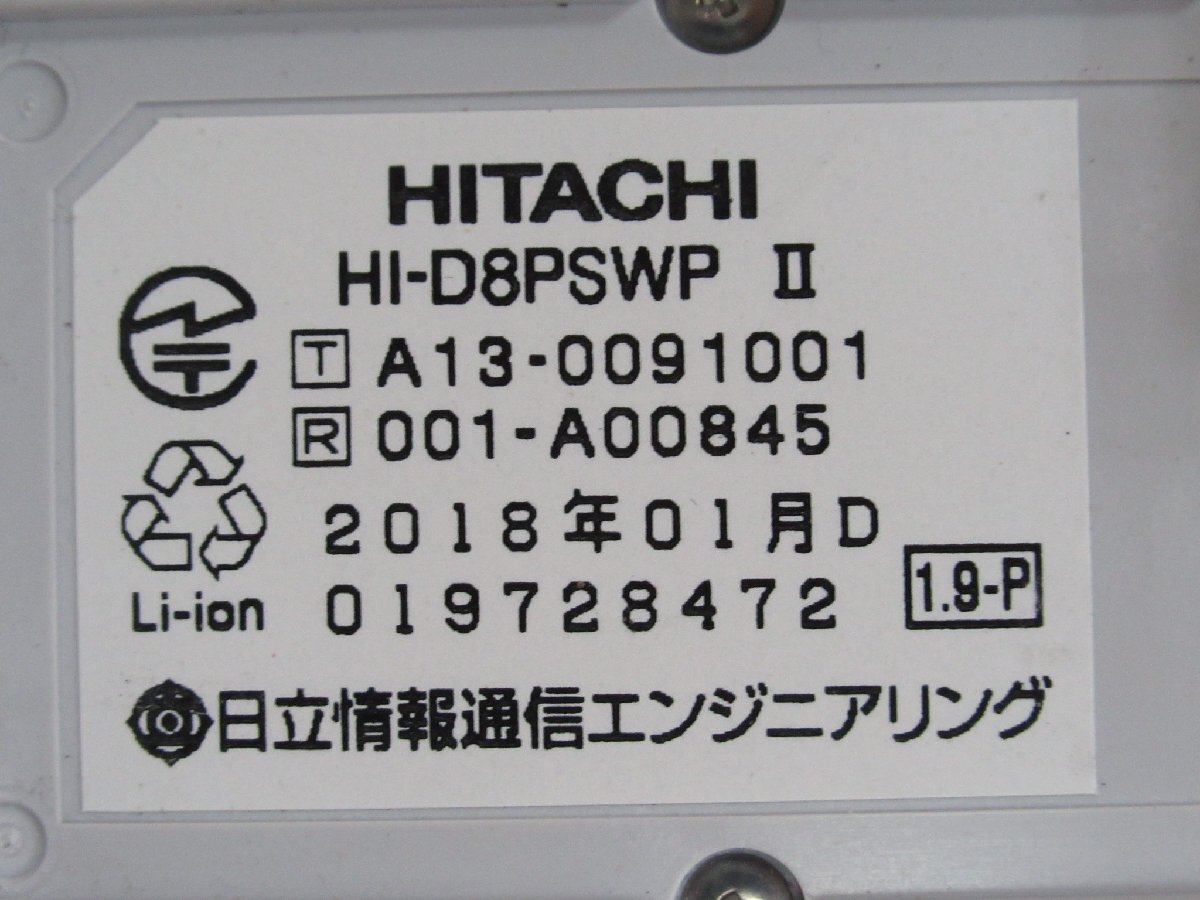 HITACHI
HI-D8PSWP Ⅱ
T A13-0091001
R 001-A00845
2018年01月D
Li-ion 019728472 1.9-P
日立情報通信エンジニアリング